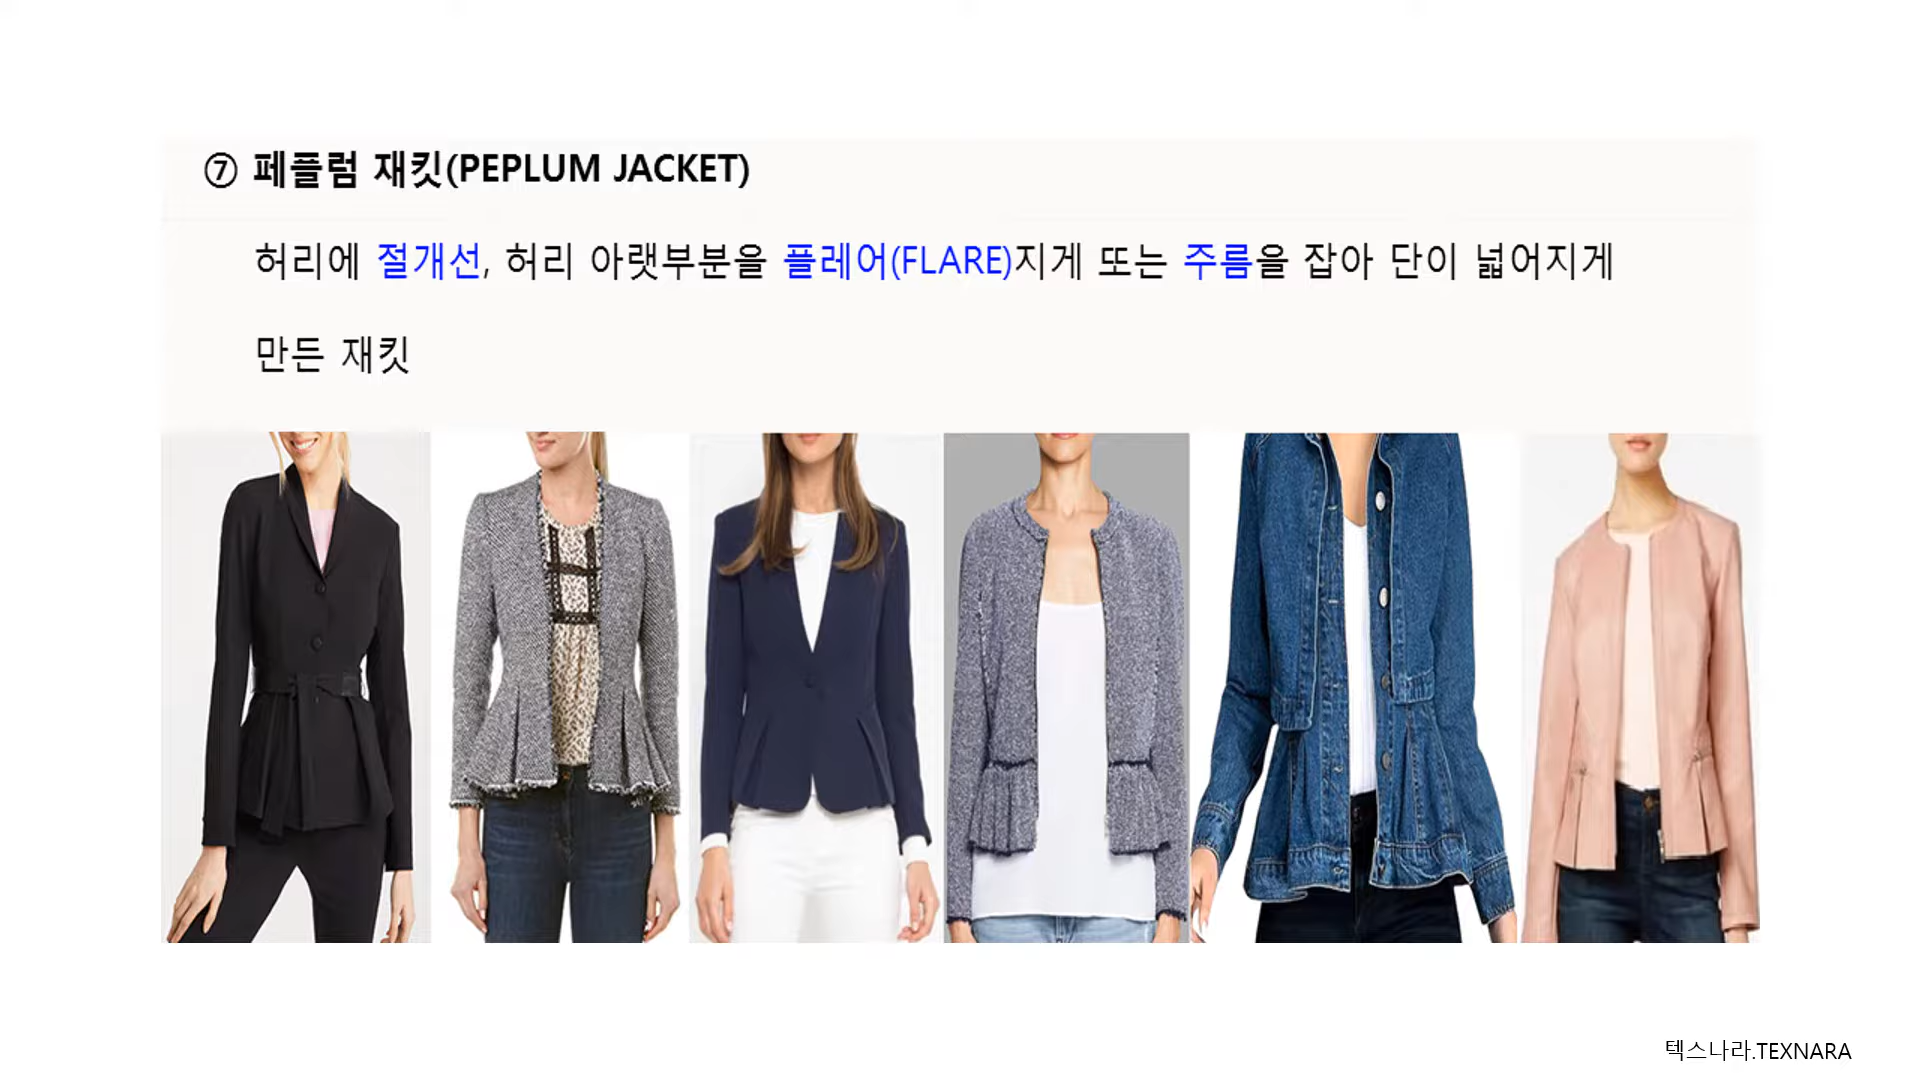 ⑦ 페플럼 재킷(PEPLUM JACKET)
허리에 절개선, 허리 아랫부분을 플레어(FLARE)지게 또는 주름을 잡아 단이 넓어지게
만든 재킷
텍스나라.TEXNARA